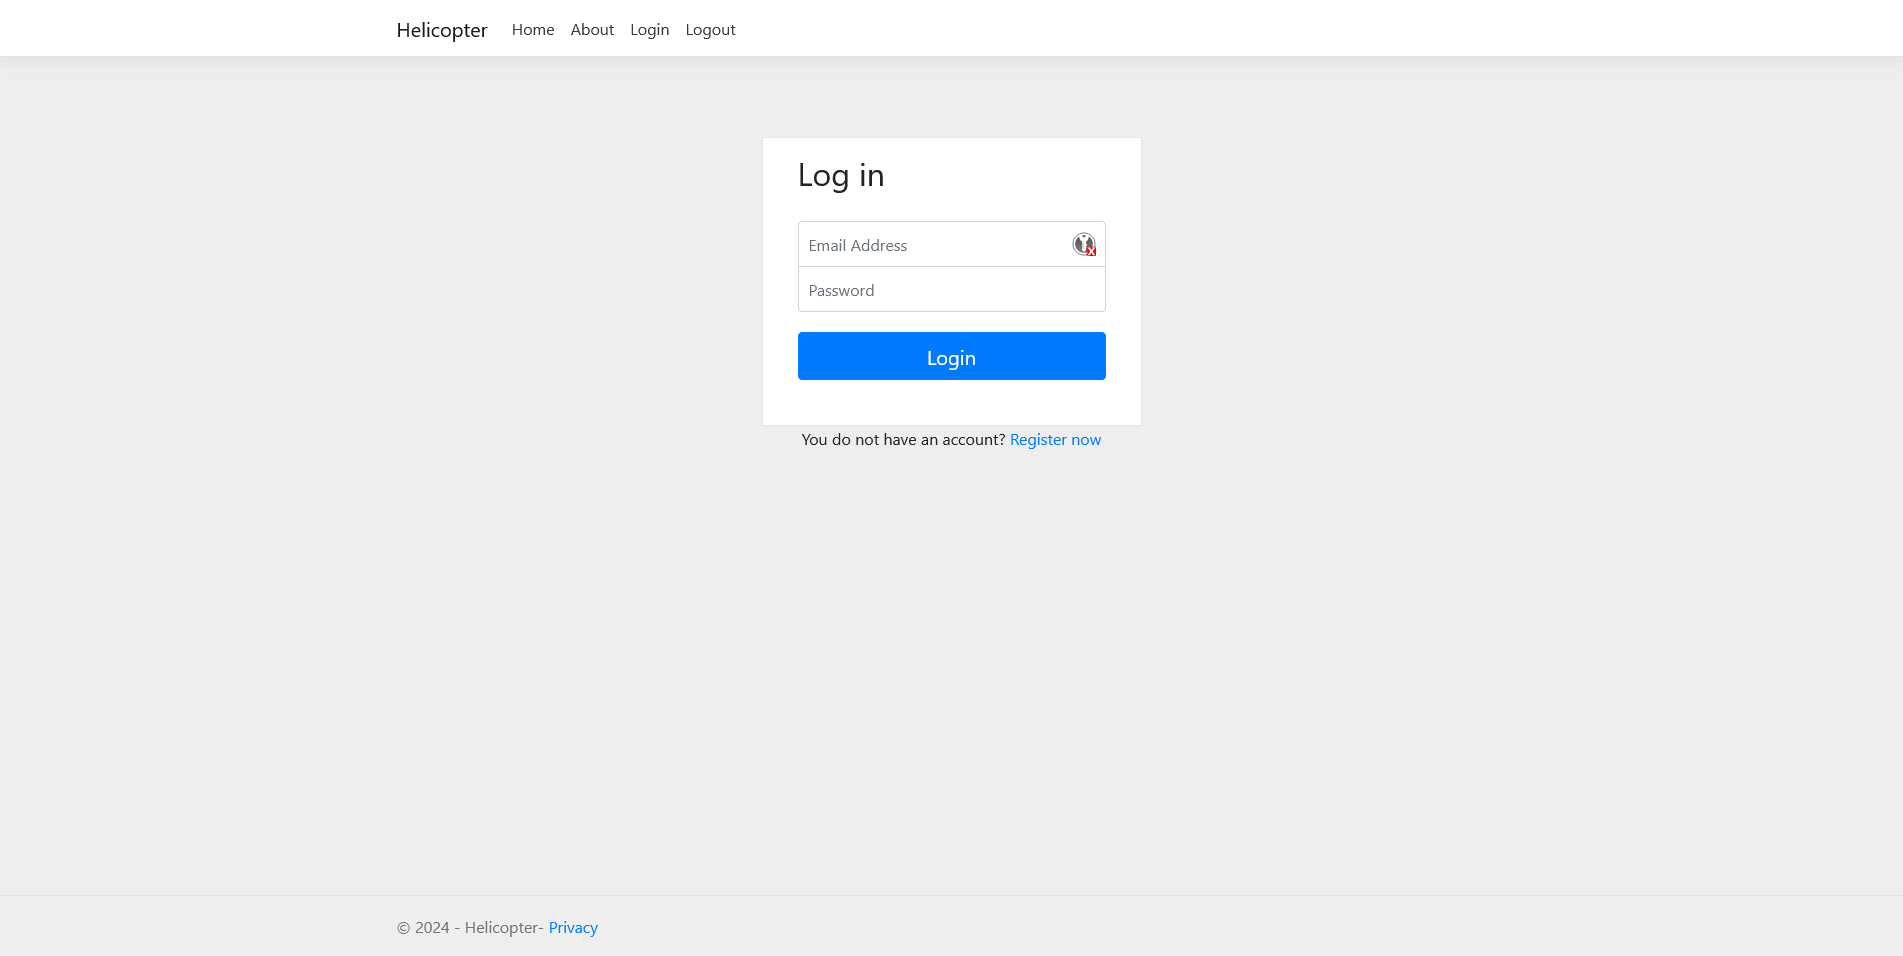 Helicopter Home About Login Logout
Log in
Email Address
Password
Login
You do not have an account? Register now
© 2024 - Helicopter- Privacy